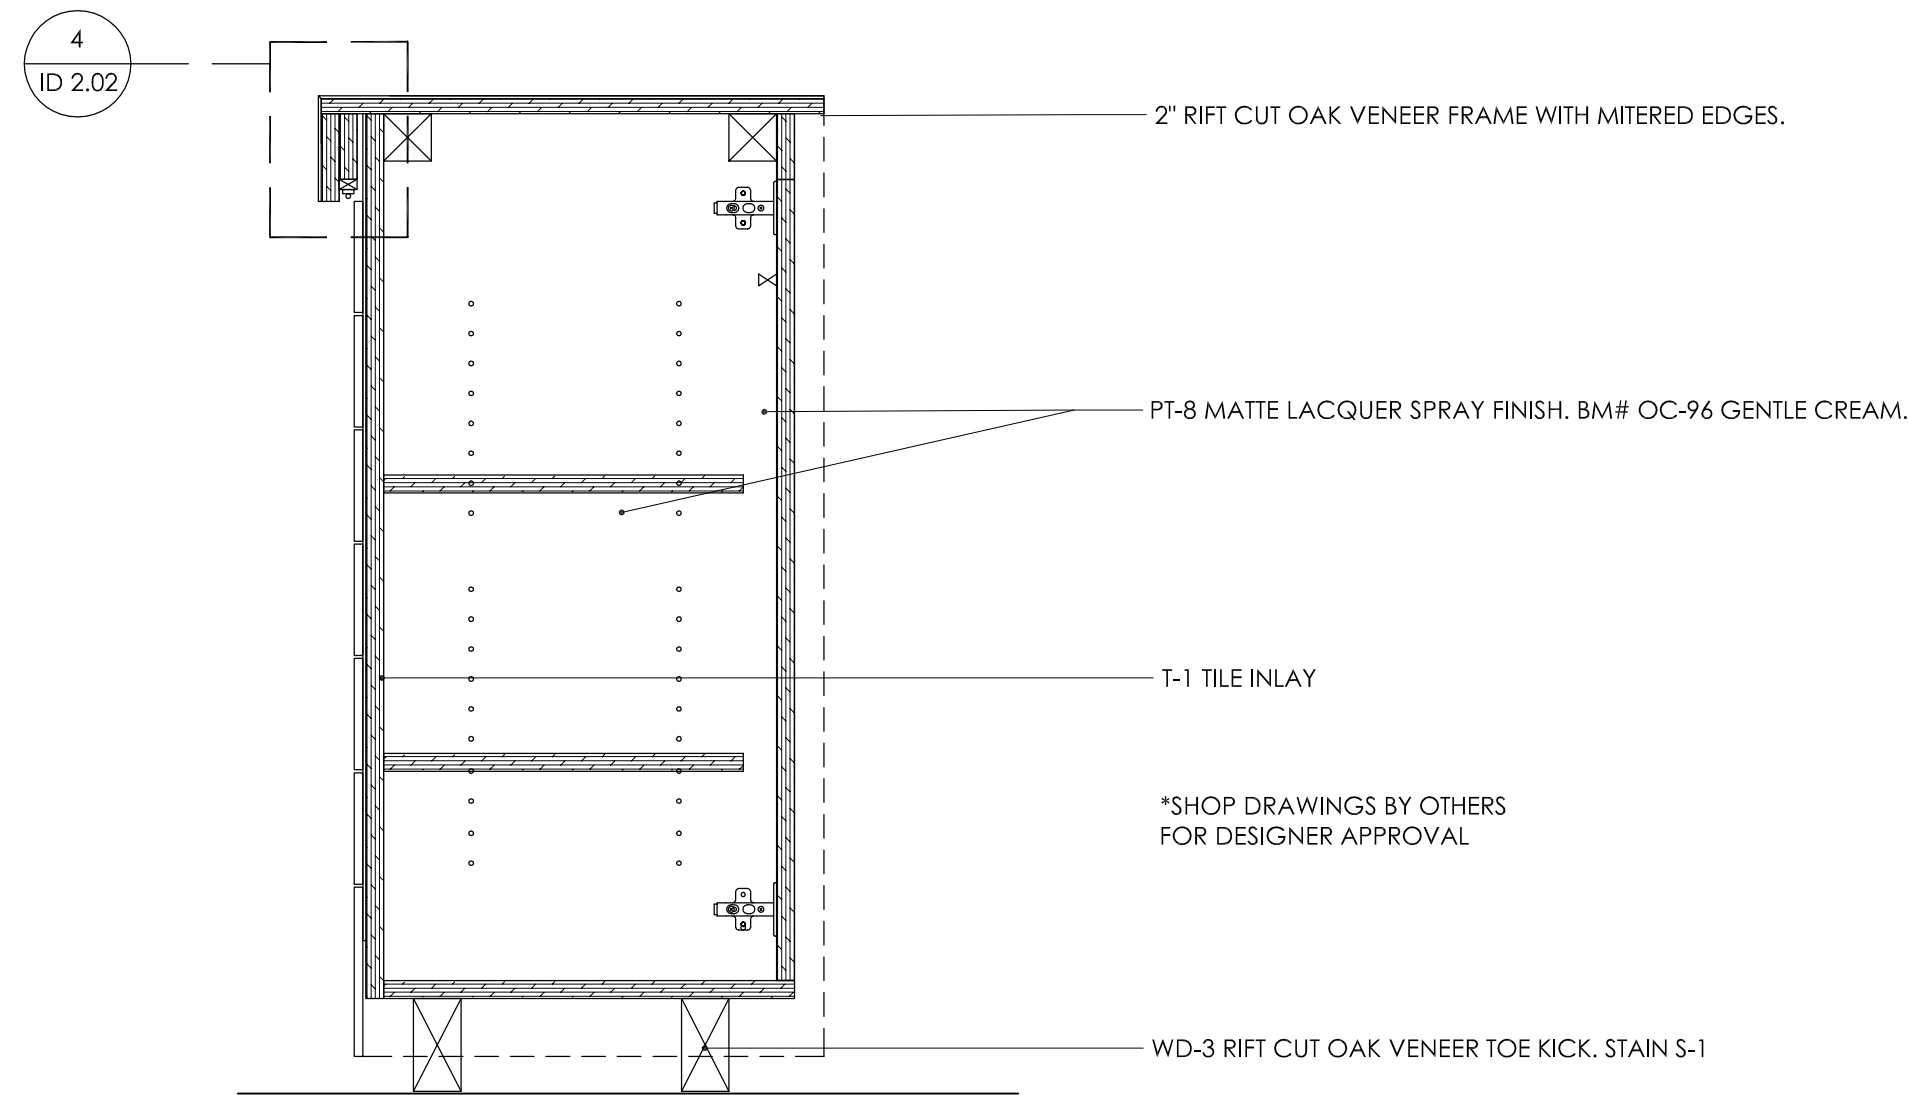 4
ID 2.02
2" RIFT CUT OAK VENEER FRAME WITH MITERED EDGES.
PT-8 MATTE LACQUER SPRAY FINISH. BM# OC-96 GENTLE CREAM.
T-1 TILE INLAY
*SHOP DRAWINGS BY OTHERS
FOR DESIGNER APPROVAL
WD-3 RIFT CUT OAK VENEER TOE KICK. STAIN S-1